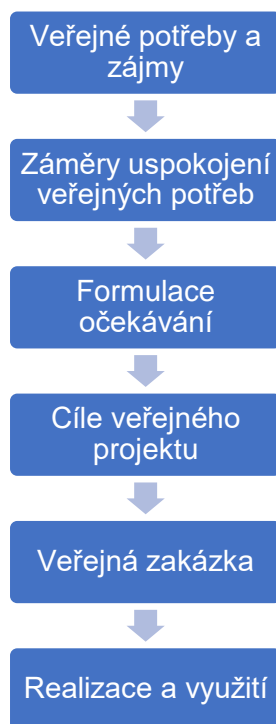 Veřejné potřeby a
zájmy
Záměry uspokojení
veřejných potřeb
Formulace
očekávání
Cíle veřejného
projektu
Veřejná zakázka
Realizace a využití